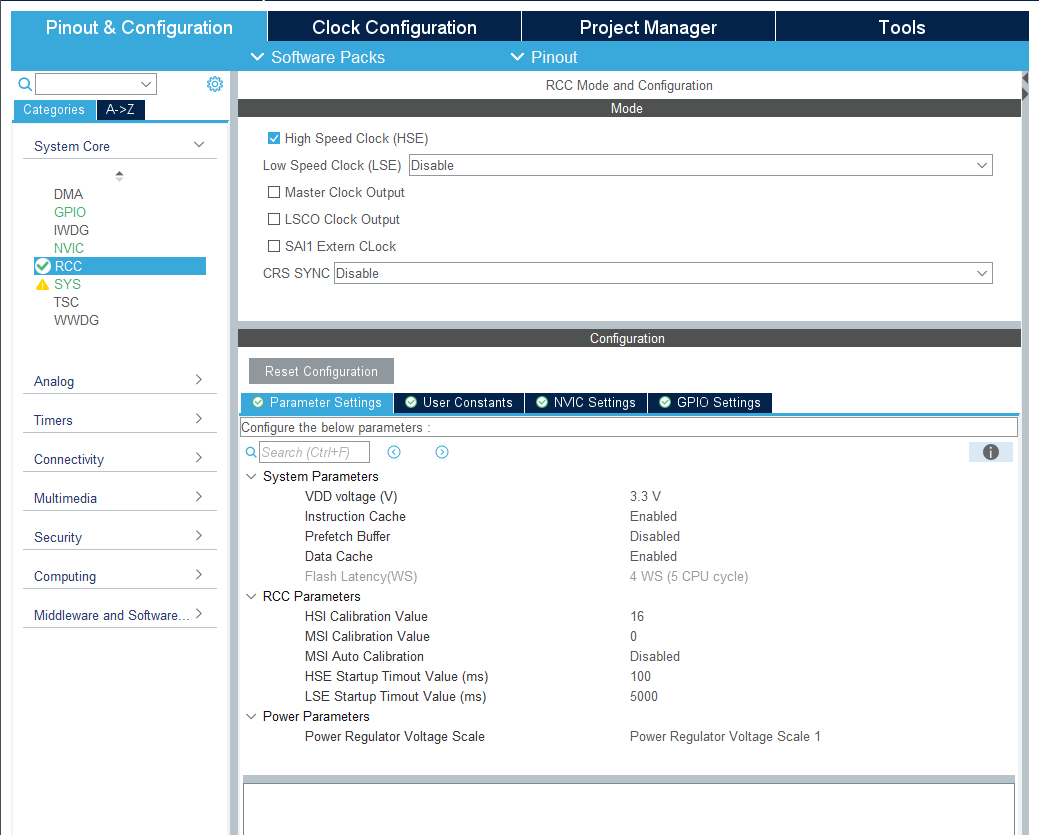 Pinout & Configuration
Clock Configuration
Project Manager
Tools
Software Packs
Pinout
Categories
A->Z
System Core
DMA
GPIO
IWDG
NVIC
RCC
SYS
TSC
WWDG
Analog
Timers
Connectivity
Multimedia
Security
Computing
Middleware and Software...
RCC Mode and Configuration
Mode
High Speed Clock (HSE)
Low Speed Clock (LSE) Disable
Master Clock Output
LSCO Clock Output
SAI1 Extern CLock
CRS SYNC Disable
Configuration
Reset Configuration
Parameter Settings
User Constants
NVIC Settings
GPIO Settings
Configure the below parameters :
Search (Ctrl+F)
System Parameters
VDD voltage (V) 3.3 V
Instruction Cache Enabled
Prefetch Buffer Disabled
Data Cache Enabled
Flash Latency(WS) 4 WS (5 CPU cycle)
RCC Parameters
HSI Calibration Value 16
MSI Calibration Value 0
MSI Auto Calibration Disabled
HSE Startup Timout Value (ms) 100
LSE Startup Timout Value (ms) 5000
Power Parameters
Power Regulator Voltage Scale Power Regulator Voltage Scale 1